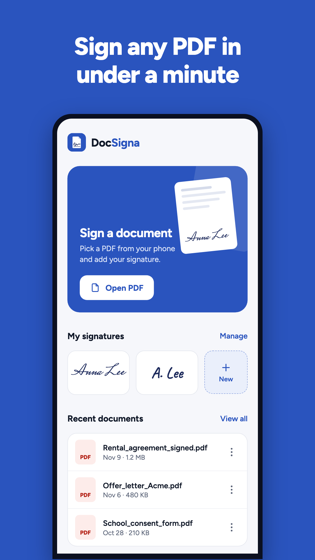 Sign any PDF in
under a minute
DocSigna
Anna Lee
Sign a document
Pick a PDF from your phone
and add your signature.
Open PDF
My signatures
Manage
Anna Lee
A. Lee
+
New
Recent documents
View all
PDF
Rental_agreement_signed.pdf
Nov 9 · 1.2 MB
PDF
Offer_letter_Acme.pdf
Nov 6 · 480 KB
PDF
School_consent_form.pdf
Oct 28 · 210 KB